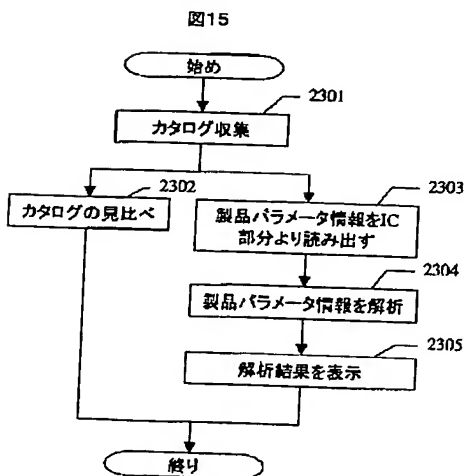 図15
始め
2301
カタログ収集
2302
カタログの見比べ
2303
製品パラメータ情報をIC
部分より読み出す
2304
製品パラメータ情報を解析
2305
解析結果を表示
終り